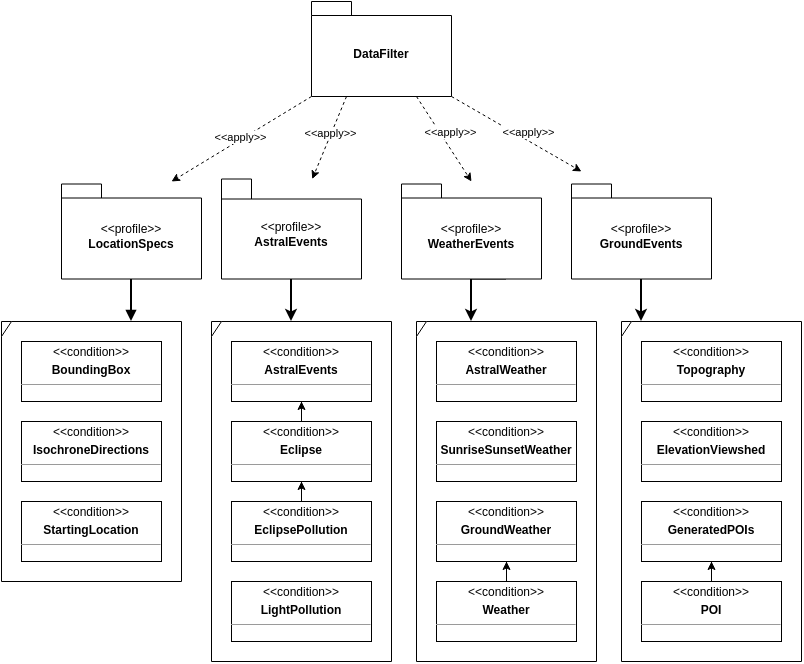 DataFilter
<<apply>>
<<apply>>
<<apply>>
<<apply>>
<<profile>>
LocationSpecs
<<profile>>
AstralEvents
<<profile>>
WeatherEvents
<<profile>>
GroundEvents
<<condition>>
BoundingBox
<<condition>>
IsochroneDirections
<<condition>>
StartingLocation
<<condition>>
AstralEvents
<<condition>>
Eclipse
<<condition>>
EclipsePollution
<<condition>>
LightPollution
<<condition>>
AstralWeather
<<condition>>
SunriseSunsetWeather
<<condition>>
GroundWeather
<<condition>>
Weather
<<condition>>
Topography
<<condition>>
ElevationViewshed
<<condition>>
GeneratedPOIs
<<condition>>
POI